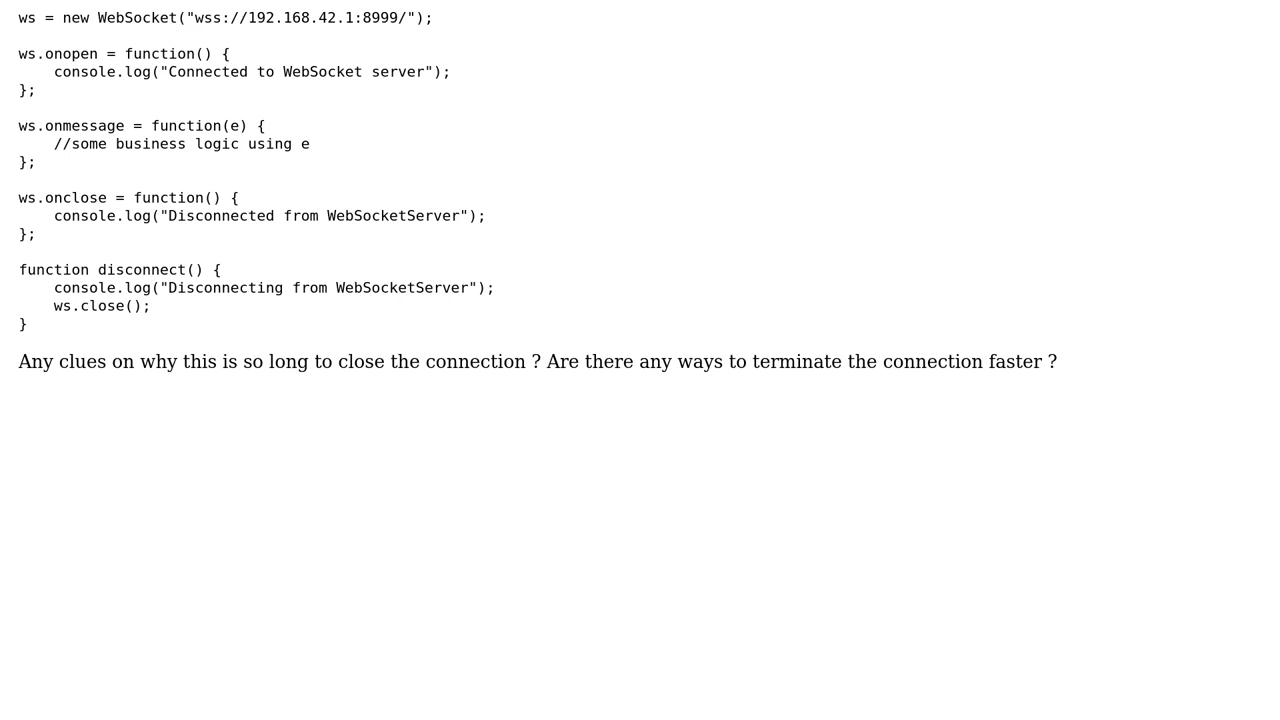 ws = new WebSocket("wss://192.168.42.1:8999/");
ws.onopen = function() {
    console.log("Connected to WebSocket server");
};
ws.onmessage = function(e) {
    //some business logic using e
};
ws.onclose = function() {
    console.log("Disconnected from WebSocketServer");
};
function disconnect() {
    console.log("Disconnecting from WebSocketServer");
    ws.close();
}
Any clues on why this is so long to close the connection ? Are there any ways to terminate the connection faster ?